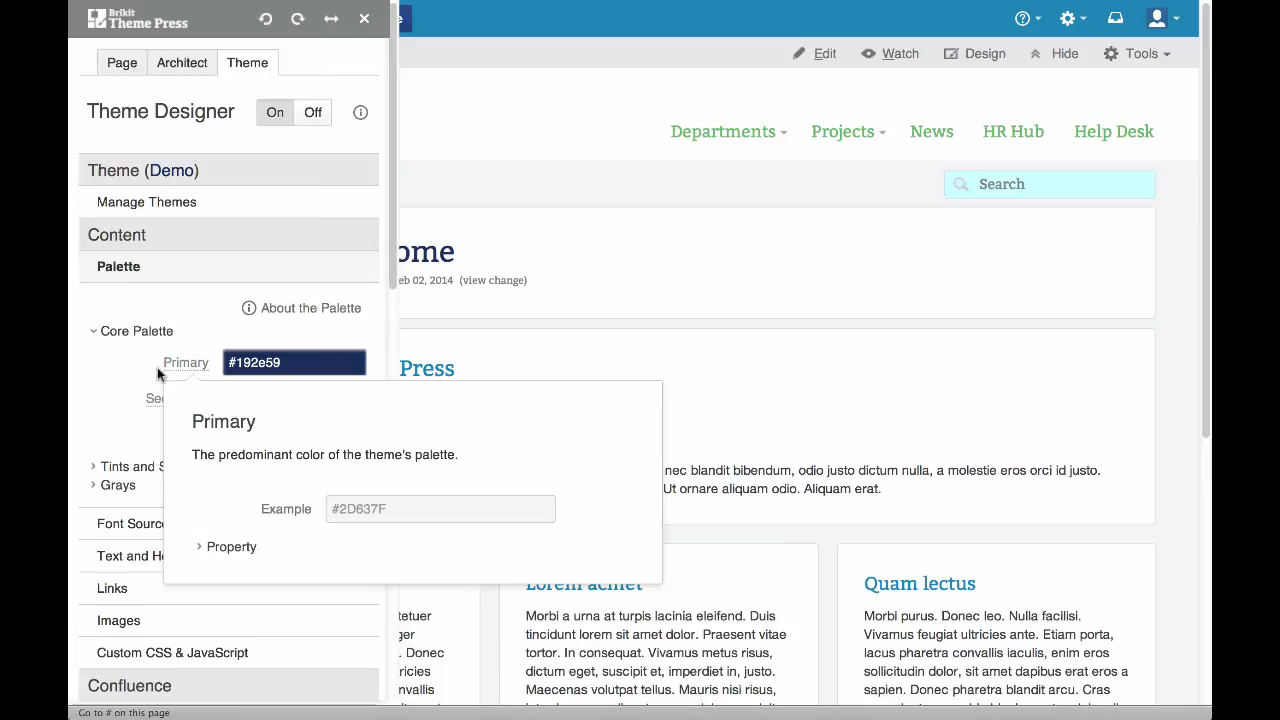 Brikit
Theme Press
e
Edit
Watch
Design
Hide
Tools
Page
Architect
Theme
Theme Designer
On
Off
Departments
Projects
News
HR Hub
Help Desk
Theme (Demo)
Search
Manage Themes
Content
ome
Palette
eb 02, 2014 (view change)
About the Palette
Core Palette
Primary
#192e59
Press
Sec
Primary
The predominant color of the theme's palette.
Tints and S
nec blandit bibendum, odio justo dictum nulla, a molestie eros orci id justo.
Grays
Ut ornare aliquam odio. Aliquam erat.
Example
#2D637F
Font Source
Property
Text and He
Links
Lorem acmet
Quam lectus
Images
tetuer
ger
Donec
ricies
nvallis
Morbi a urna at turpis lacinia eleifend. Duis
tincidunt lorem sit amet dolor. Praesent vitae
tortor. In consequat. Vivamus metus risus,
dictum eget, suscipit et, imperdiet in, justo.
Maecenas volutpat tellus. Mauris nisi risus,
Morbi purus. Donec leo. Nulla facilisi.
Vivamus feugiat ultricies ante. Etiam porta,
lacus pharetra convallis iaculis, enim eros
sollicitudin dolor, sit amet dapibus erat eros a
sapien. Donec pharetra blandit arcu. Cras
Custom CSS & JavaScript
Confluence
Go to # on this page